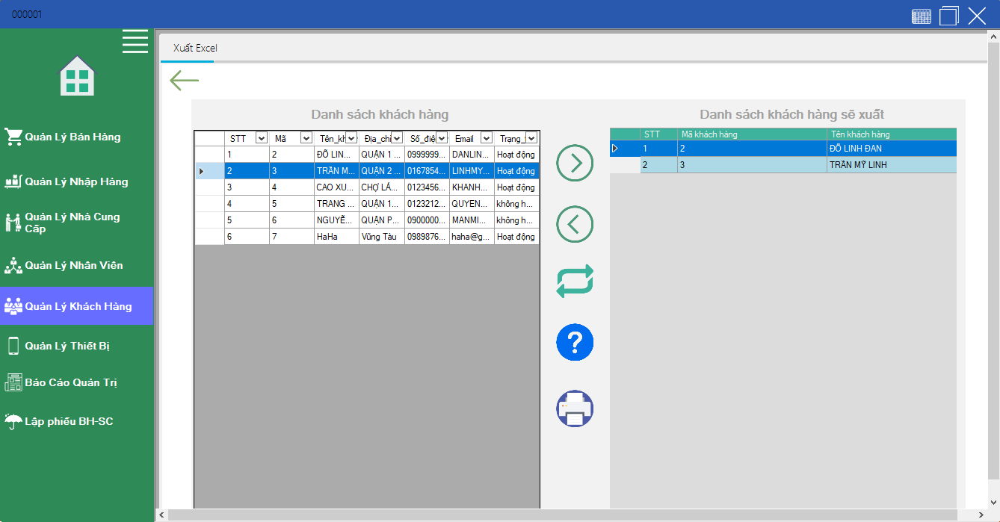 000001
Quản Lý Bán Hàng
Quản Lý Nhập Hàng
Quản Lý Nhà Cung
Cấp
Quản Lý Nhân Viên
Quản Lý Khách Hàng
Quản Lý Thiết Bị
Báo Cáo Quản Trị
Lập phiếu BH-SC
Xuất Excel
Danh sách khách hàng
STT Mã Tên_kh Địa_chỉ Số_điệ Email Trạng_
1 2 ĐỖ LIN... QUẬN 1 ... 0999999... DANLIN... Hoạt động
2 3 TRẦN M... QUẬN 2 ... 0167854... LINHMY... Hoạt động
3 4 CAO XU... CHỢ LÁ... 0123456... KHANH... Hoạt động
4 5 TRANG ... QUẬN 1... 0123212... QUYEN... không h...
5 6 NGUYỄ... QUẬN P... 0900000... MANMI... không h...
6 7 HaHa Vũng Tàu 0989876... haha@g... Hoạt động
?
Danh sách khách hàng sẽ xuất
STT Mã khách hàng Tên khách hàng
1 2 ĐỖ LINH ĐAN
2 3 TRẦN MỸ LINH